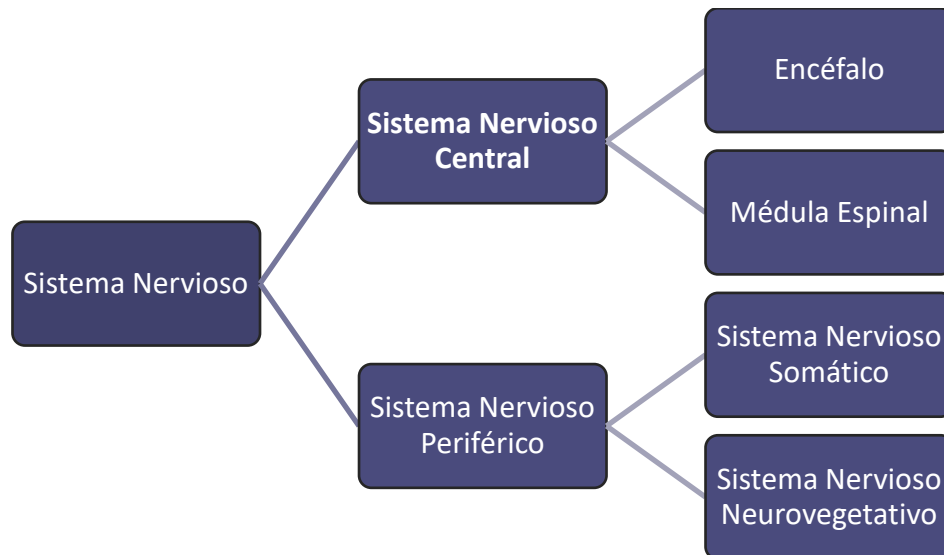 Sistema Nervioso
Sistema Nervioso
Central
Encéfalo
Médula Espinal
Sistema Nervioso
Periférico
Sistema Nervioso
Somático
Sistema Nervioso
Neurovegetativo